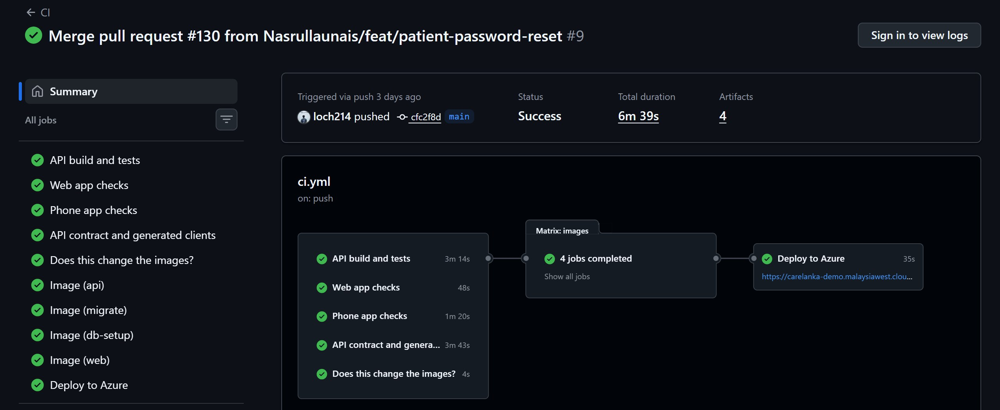 CI
Merge pull request #130 from Nasrullaunais/feat/patient-password-reset #9
Sign in to view logs
Summary
All jobs
API build and tests
Web app checks
Phone app checks
API contract and generated clients
Does this change the images?
Image (api)
Image (migrate)
Image (db-setup)
Image (web)
Deploy to Azure
Triggered via push 3 days ago
loch214 pushed cfc2f8d main
Status
Success
Total duration
6m 39s
Artifacts
4
ci.yml
on: push
API build and tests 3m 14s
Web app checks 48s
Phone app checks 1m 20s
API contract and genera... 3m 43s
Does this change the images? 4s
Matrix: images
4 jobs completed
Show all jobs
Deploy to Azure 35s
https://carelanka-demo.malaysiawest.clou...